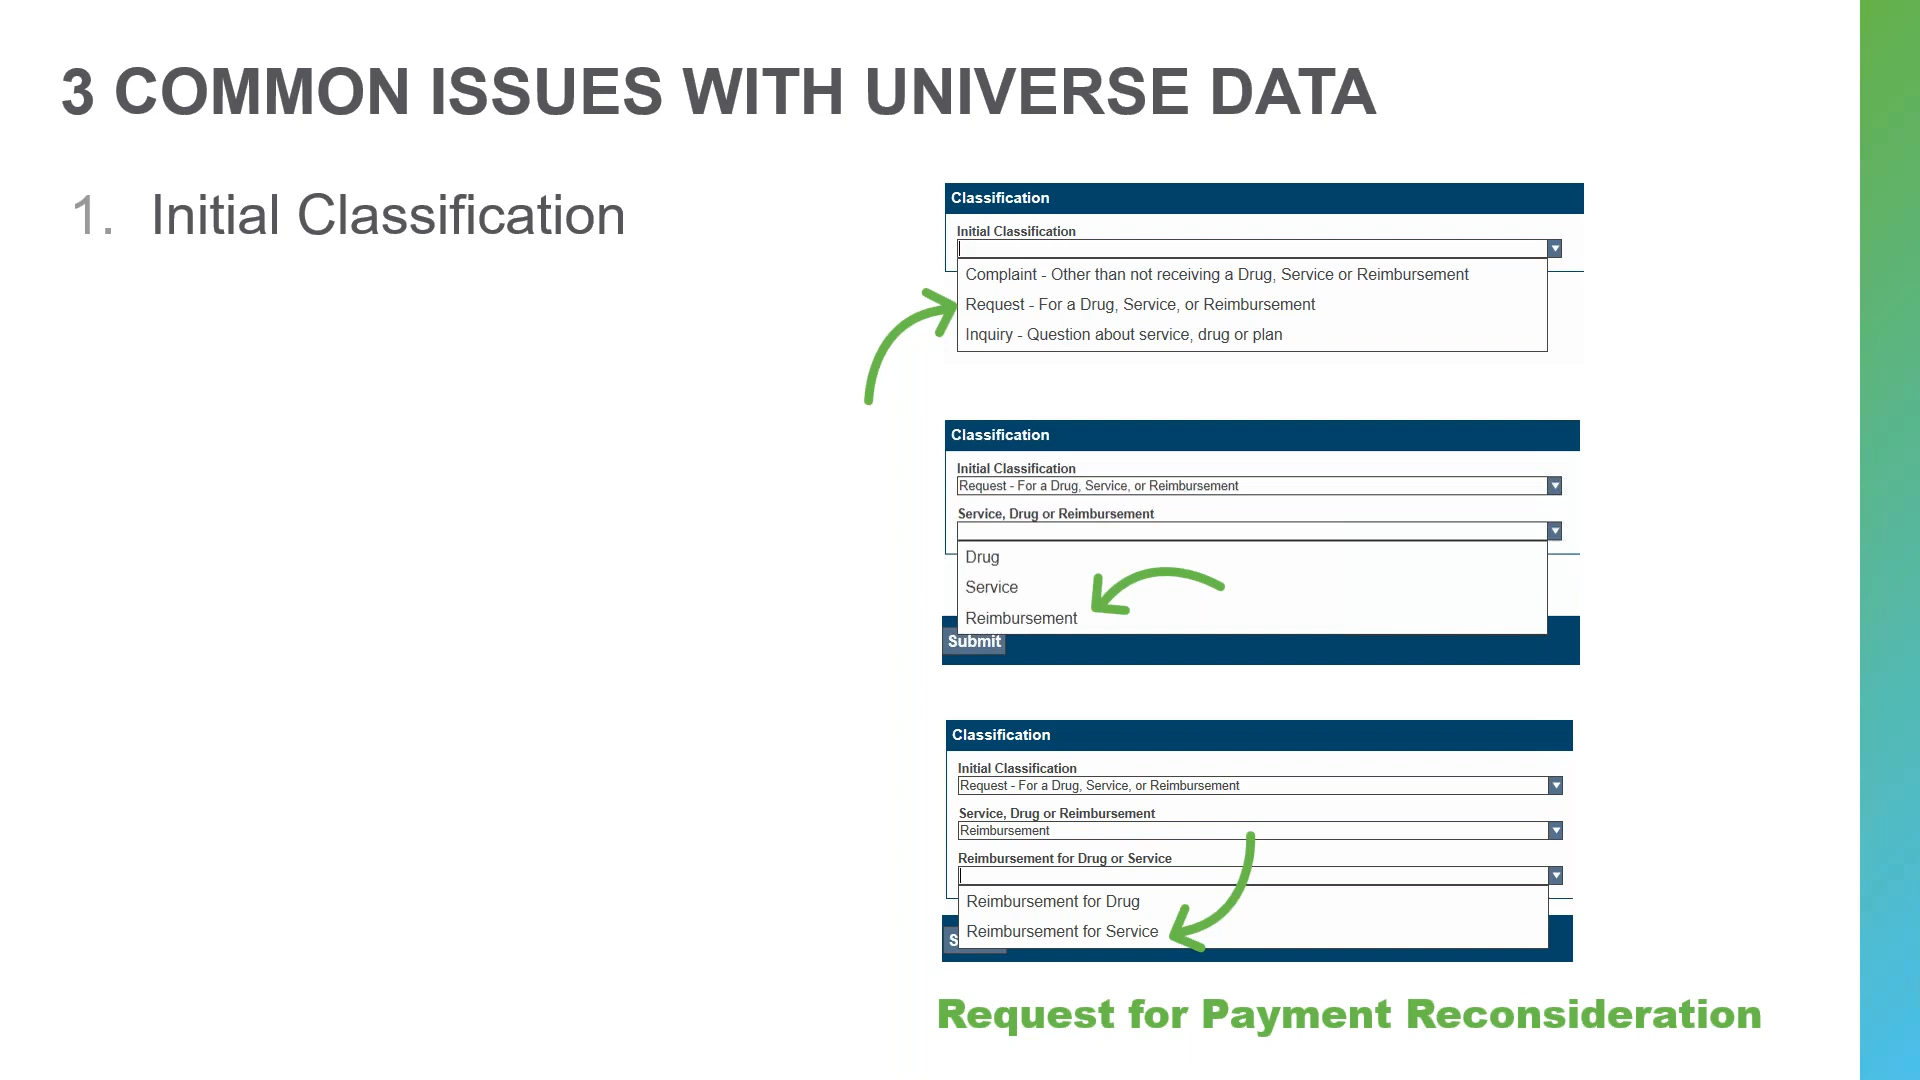 3 COMMON ISSUES WITH UNIVERSE DATA
1. Initial Classification
Classification
Initial Classification
Complaint - Other than not receiving a Drug, Service or Reimbursement
Request - For a Drug, Service, or Reimbursement
Inquiry - Question about service, drug or plan
Classification
Initial Classification
Request - For a Drug, Service, or Reimbursement
Service, Drug or Reimbursement
Drug
Service
Reimbursement
Submit
Classification
Initial Classification
Request - For a Drug, Service, or Reimbursement
Service, Drug or Reimbursement
Reimbursement
Reimbursement for Drug or Service
Reimbursement for Drug
Reimbursement for Service
Request for Payment Reconsideration